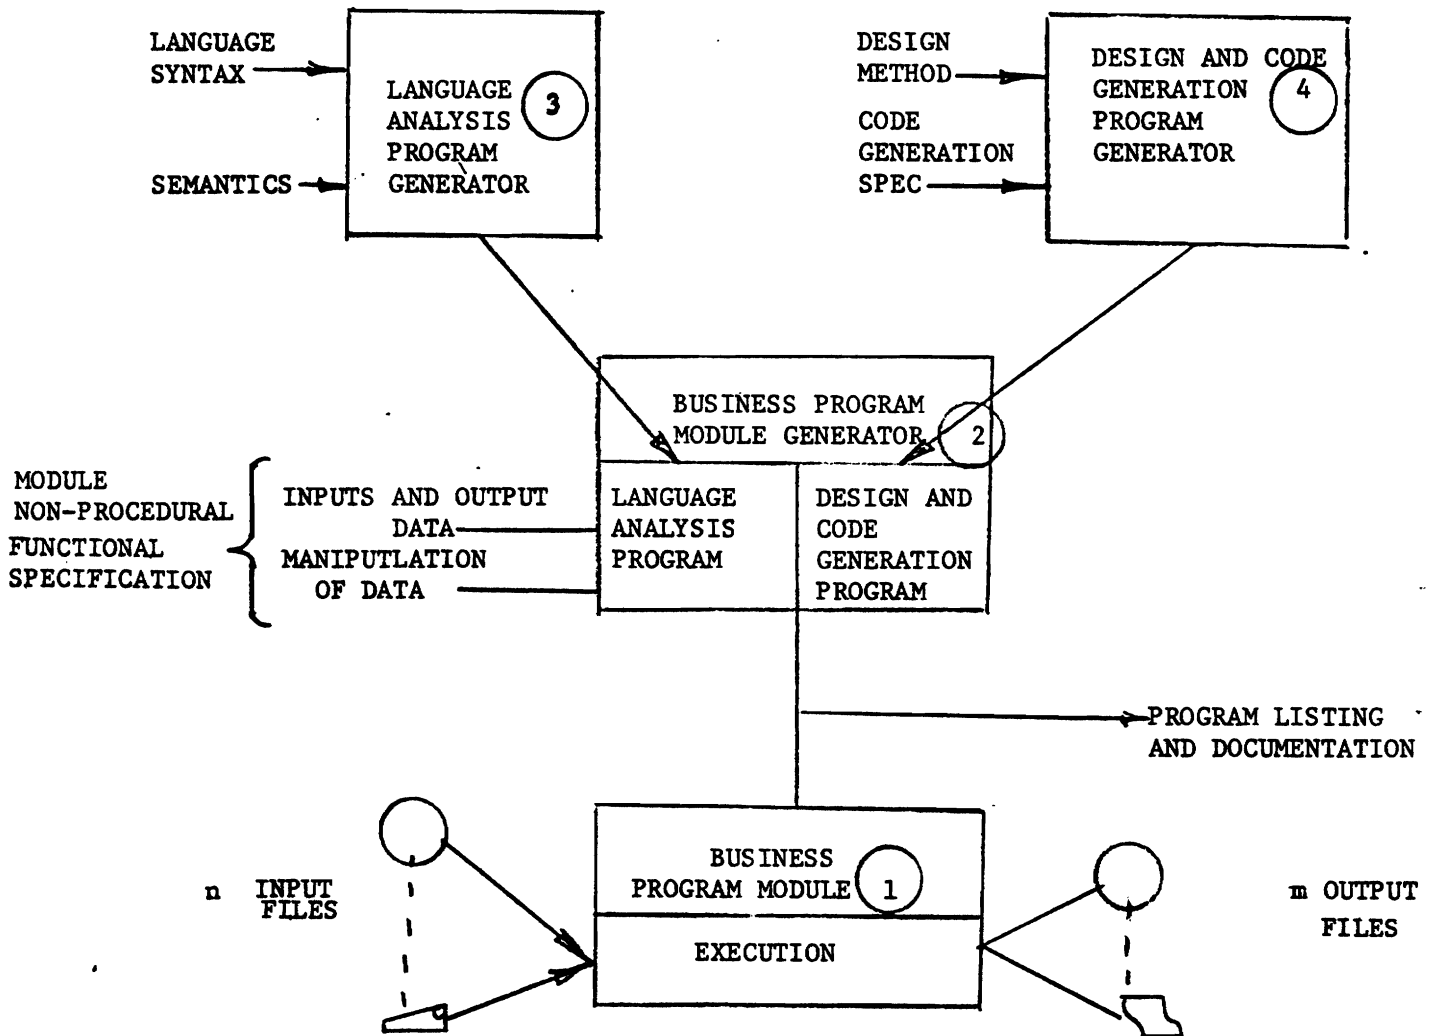 LANGUAGE
SYNTAX
SEMANTICS
LANGUAGE
ANALYSIS
PROGRAM
GENERATOR
3
DESIGN
METHOD
CODE
GENERATION
SPEC
DESIGN AND CODE
GENERATION
PROGRAM
GENERATOR
4
BUSINESS PROGRAM
MODULE GENERATOR
2
MODULE
NON-PROCEDURAL
FUNCTIONAL
SPECIFICATION
INPUTS AND OUTPUT
DATA
MANIPUTLATION
OF DATA
LANGUAGE
ANALYSIS
PROGRAM
DESIGN AND
CODE
GENERATION
PROGRAM
PROGRAM LISTING
AND DOCUMENTATION
n INPUT
FILES
BUSINESS
PROGRAM MODULE
1
EXECUTION
m OUTPUT
FILES